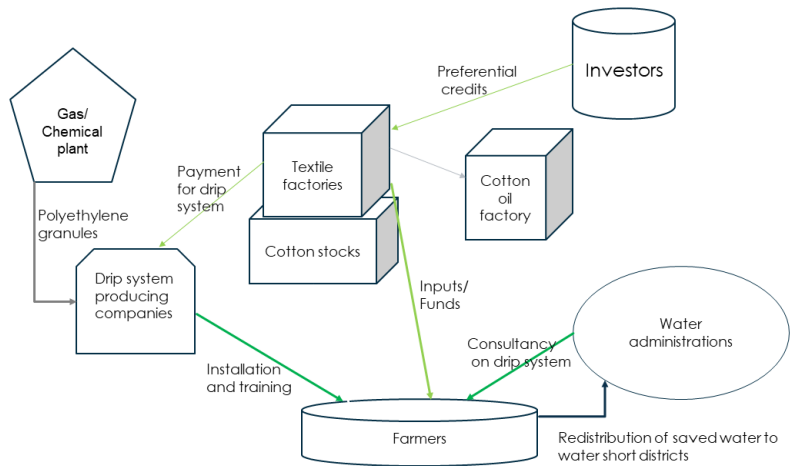 Investors
Preferential
credits
Gas/
Chemical
plant
Textile
factories
Payment
for drip
system
Cotton
oil
factory
Polyethylene
granules
Cotton stocks
Drip system
producing
companies
Inputs/
Funds
Water
administrations
Consultancy
on drip system
Installation
and training
Farmers
Redistribution of saved water to
water short districts